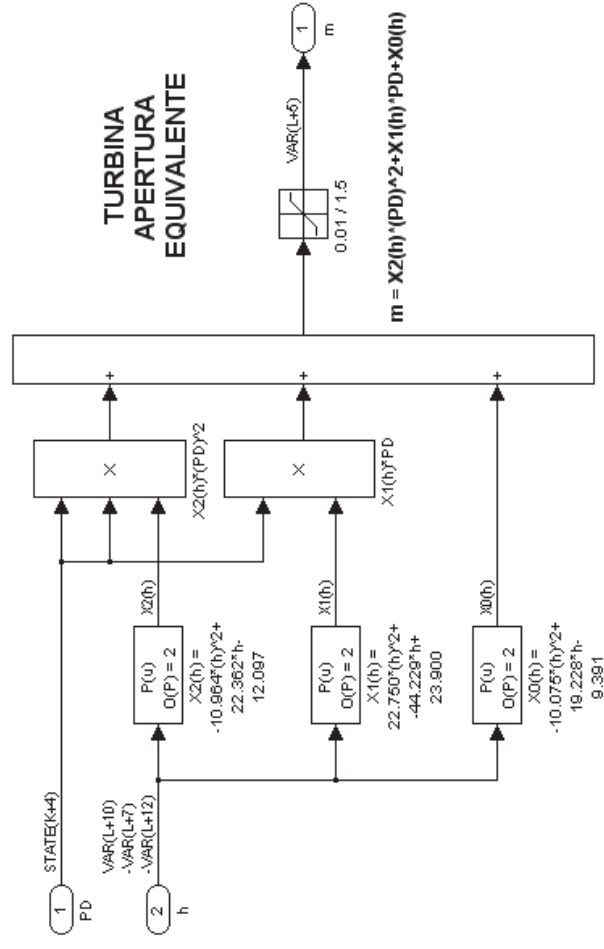 TURBINA
APERTURA
EQUIVALENTE
1
PD
STATE(K+4)
2
h
VAR(L+10)
-VAR(L+7)
-VAR(L+12)
P(u)
O(P) = 2
X2(h) =
-10.964*(h)^2+
22.362*h-
12.097
X2(h)
P(u)
O(P) = 2
X1(h) =
22.750*(h)^2+
-44.229*h+
23.900
X1(h)
P(u)
O(P) = 2
X0(h) =
-10.075*(h)^2+
19.228*h-
9.391
X0(h)
×
X2(h)*(PD)^2
×
X1(h)*PD
+
+
+
0.01 / 1.5
VAR(L+5)
1
m
m = X2(h)*(PD)^2+X1(h)*PD+X0(h)